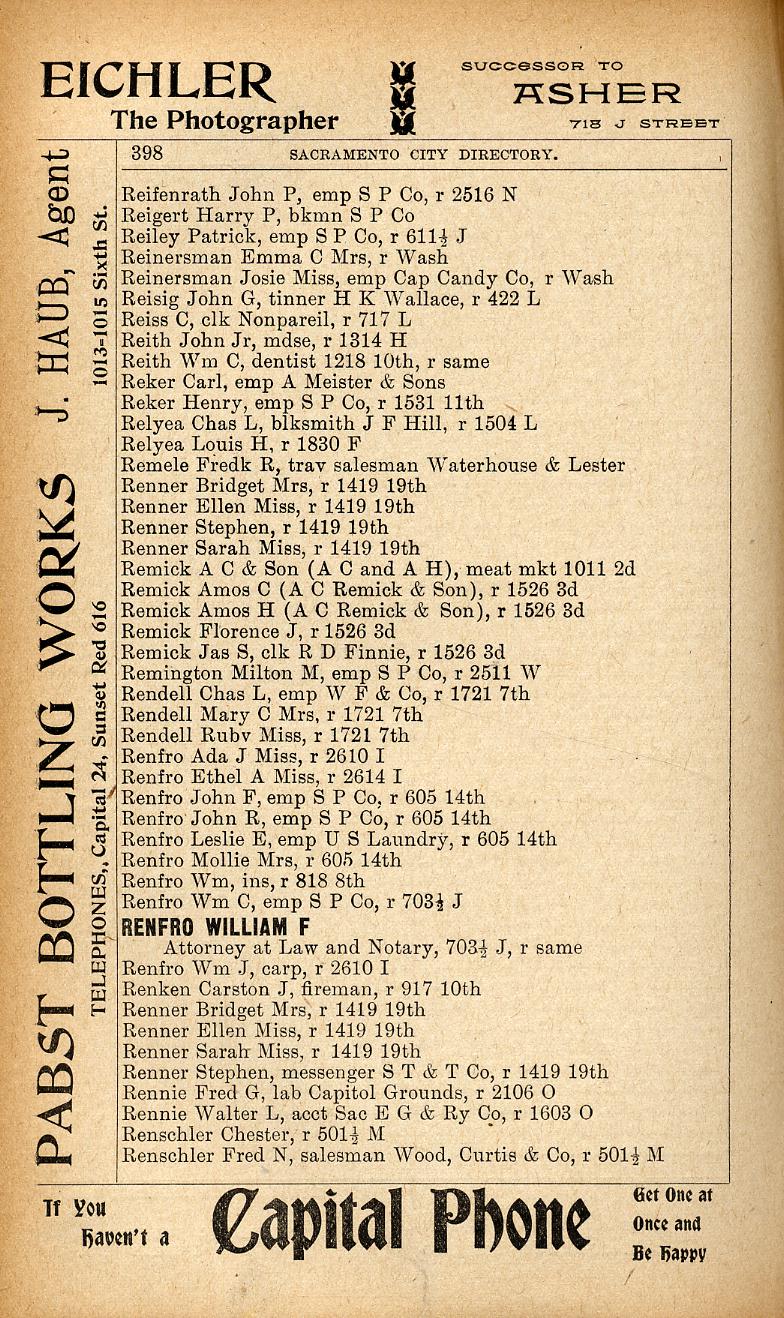 EICHLER
The Photographer
SUCCESSOR TO
ASHER
718 J STREET
PABST BOTTLING WORKS J. HAUB, Agent
TELEPHONES,, Capital 24, Sunset Red 616 1013-1015 Sixth St.
398 SACRAMENTO CITY DIRECTORY.
Reifenrath John P, emp S P Co, r 2516 N
Reigert Harry P, bkmn S P Co
Reiley Patrick, emp S P Co, r 611½ J
Reinersman Emma C Mrs, r Wash
Reinersman Josie Miss, emp Cap Candy Co, r Wash
Reisig John G, tinner H K Wallace, r 422 L
Reiss C, clk Nonpareil, r 717 L
Reith John Jr, mdse, r 1314 H
Reith Wm C, dentist 1218 10th, r same
Reker Carl, emp A Meister & Sons
Reker Henry, emp S P Co, r 1531 11th
Relyea Chas L, blksmith J F Hill, r 1504 L
Relyea Louis H, r 1830 F
Remele Fredk R, trav salesman Waterhouse & Lester
Renner Bridget Mrs, r 1419 19th
Renner Ellen Miss, r 1419 19th
Renner Stephen, r 1419 19th
Renner Sarah Miss, r 1419 19th
Remick A C & Son (A C and A H), meat mkt 1011 2d
Remick Amos C (A C Remick & Son), r 1526 3d
Remick Amos H (A C Remick & Son), r 1526 3d
Remick Florence J, r 1526 3d
Remick Jas S, clk R D Finnie, r 1526 3d
Remington Milton M, emp S P Co, r 2511 W
Rendell Chas L, emp W F & Co, r 1721 7th
Rendell Mary C Mrs, r 1721 7th
Rendell Rubv Miss, r 1721 7th
Renfro Ada J Miss, r 2610 I
Renfro Ethel A Miss, r 2614 I
Renfro John F, emp S P Co, r 605 14th
Renfro John R, emp S P Co, r 605 14th
Renfro Leslie E, emp U S Laundry, r 605 14th
Renfro Mollie Mrs, r 605 14th
Renfro Wm, ins, r 818 8th
Renfro Wm C, emp S P Co, r 703½ J
RENFRO WILLIAM F
Attorney at Law and Notary, 703½ J, r same
Renfro Wm J, carp, r 2610 I
Renken Carston J, fireman, r 917 10th
Renner Bridget Mrs, r 1419 19th
Renner Ellen Miss, r 1419 19th
Renner Sarah Miss, r 1419 19th
Renner Stephen, messenger S T & T Co, r 1419 19th
Rennie Fred G, lab Capitol Grounds, r 2106 O
Rennie Walter L, acct Sac E G & Ry Co, r 1603 O
Renschler Chester, r 501½ M
Renschler Fred N, salesman Wood, Curtis & Co, r 501½ M
If You
Haven't a
Capital Phone
Get One at
Once and
Be Happy